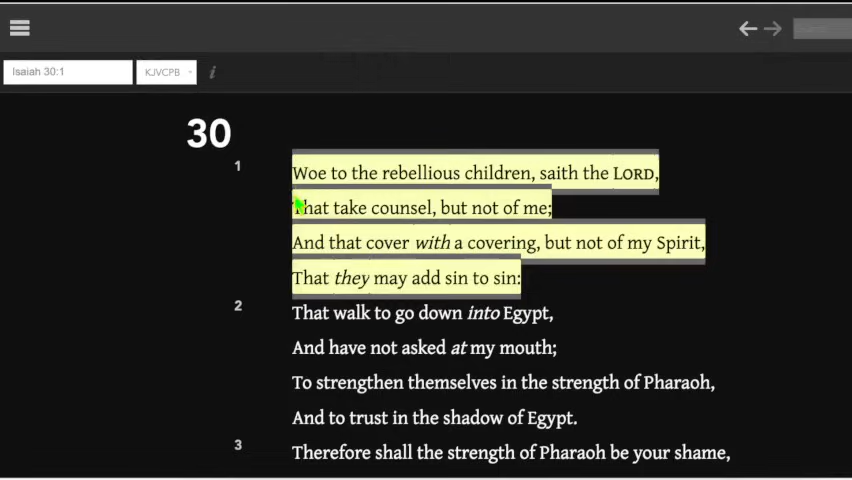 Isaiah 30:1
KJVCPB
i
30
1
Woe to the rebellious children, saith the LORD,
That take counsel, but not of me;
And that cover with a covering, but not of my Spirit,
That they may add sin to sin:
2
That walk to go down into Egypt,
And have not asked at my mouth;
To strengthen themselves in the strength of Pharaoh,
And to trust in the shadow of Egypt.
3
Therefore shall the strength of Pharaoh be your shame,